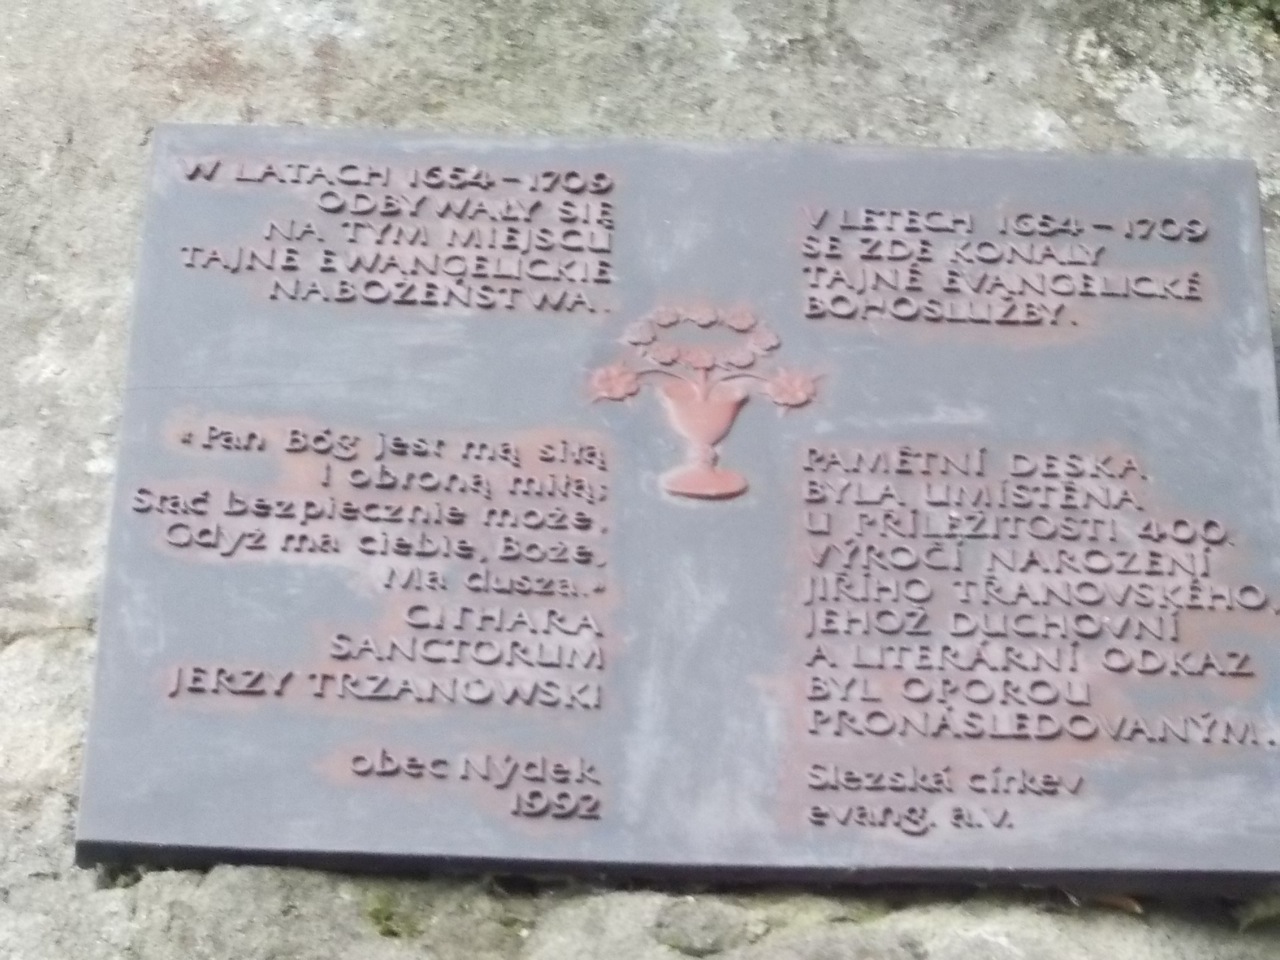 W LATACH 1654-1709
ODBYWAŁY SIĘ
NA TYM MIEJSCU
TAJNE EWANGELICKIE
NABOŻEŃSTWA.
«Pan Bóg jest mą siłą
i obroną miłą;
Stać bezpiecznie może,
Gdyż ma ciebie, Boże,
Ma dusza.»
CITHARA
SANCTORUM
JERZY TRZANOWSKI
obec Nýdek
1992
V LETECH 1654-1709
SE ZDE KONALY
TAJNÉ EVANGELICKÉ
BOHOSLUŽBY.
PAMĚTNÍ DESKA
BYLA UMÍSTĚNA
U PŘÍLEŽITOSTI 400.
VÝROČÍ NAROZENÍ
JIŘÍHO TŘANOVSKÉHO,
JEHOŽ DUCHOVNÍ
A LITERÁRNÍ ODKAZ
BYL OPOROU
PRONÁSLEDOVANÝM.
Slezská církev
evang. a.v.